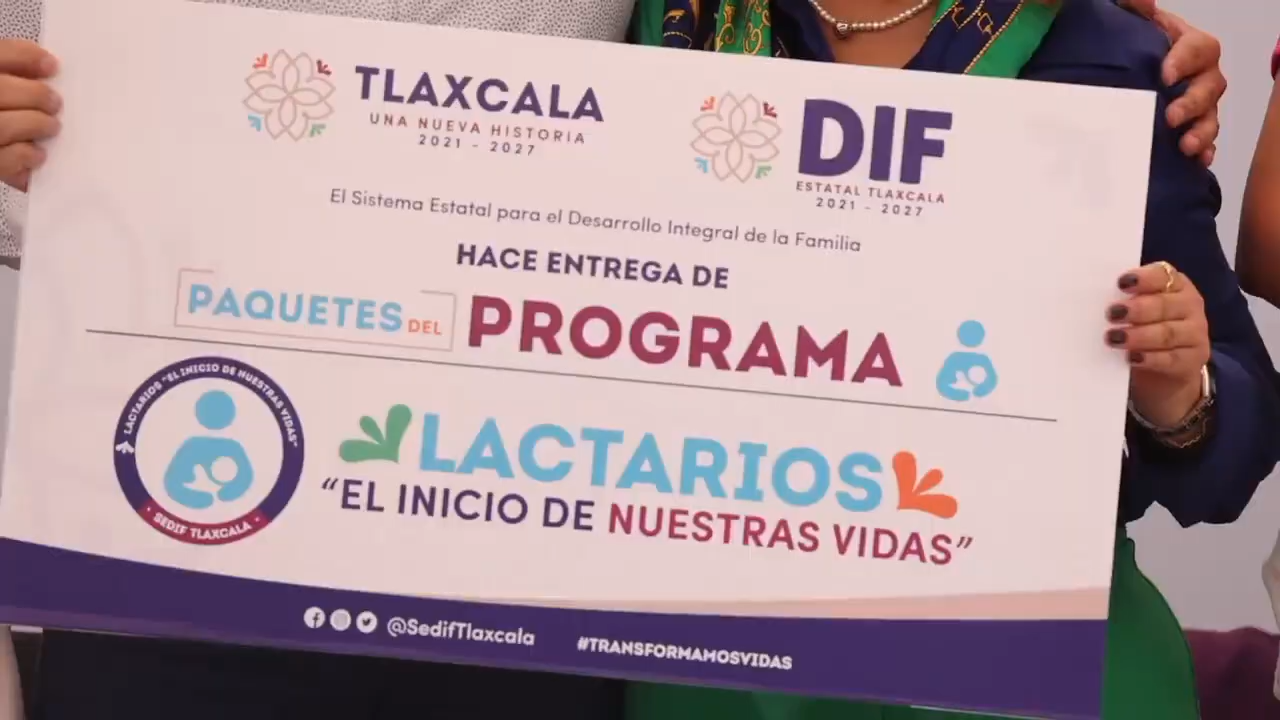 TLAXCALA
UNA NUEVA HISTORIA
2021 - 2027
DIF
ESTATAL TLAXCALA
2021 - 2027
El Sistema Estatal para el Desarrollo Integral de la Familia
HACE ENTREGA DE
PAQUETES DEL PROGRAMA
LACTARIOS "EL INICIO DE NUESTRAS VIDAS"
• SEDIF TLAXCALA •
LACTARIOS
“EL INICIO DE NUESTRAS VIDAS”
@SedifTlaxcala #TRANSFORMAMOSVIDAS